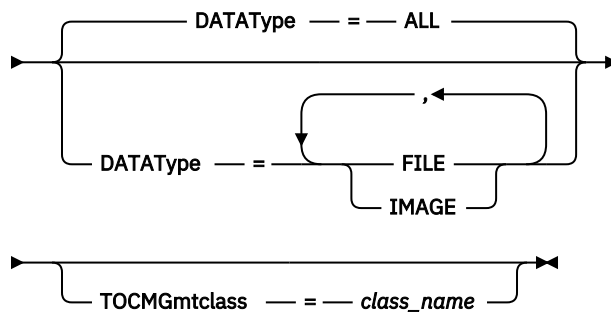 DATAType = ALL
,
DATAType = FILE
IMAGE
TOCMGmtclass = class_name